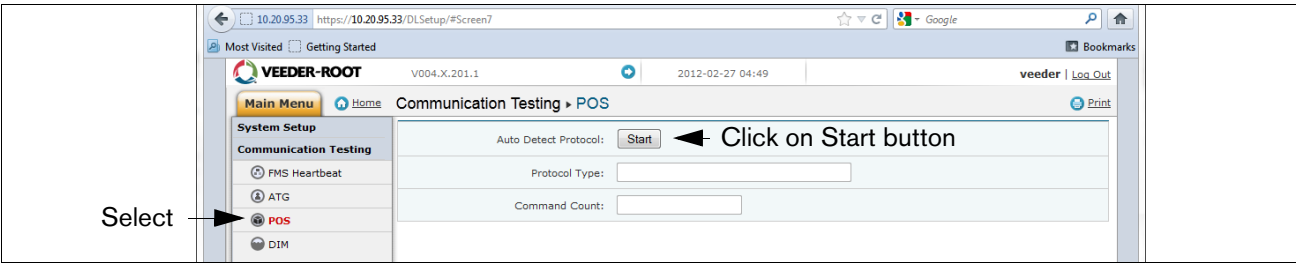 10.20.95.33 https://10.20.95.33/DLSetup/#Screen7 Google
Most Visited Getting Started Bookmarks
VEEDER-ROOT V004.X.201.1 2012-02-27 04:49 veeder | Log Out
Main Menu Home Communication Testing ▸ POS Print
System Setup
Auto Detect Protocol: Start Click on Start button
Communication Testing
FMS Heartbeat Protocol Type:
ATG
Command Count:
Select POS
DIM